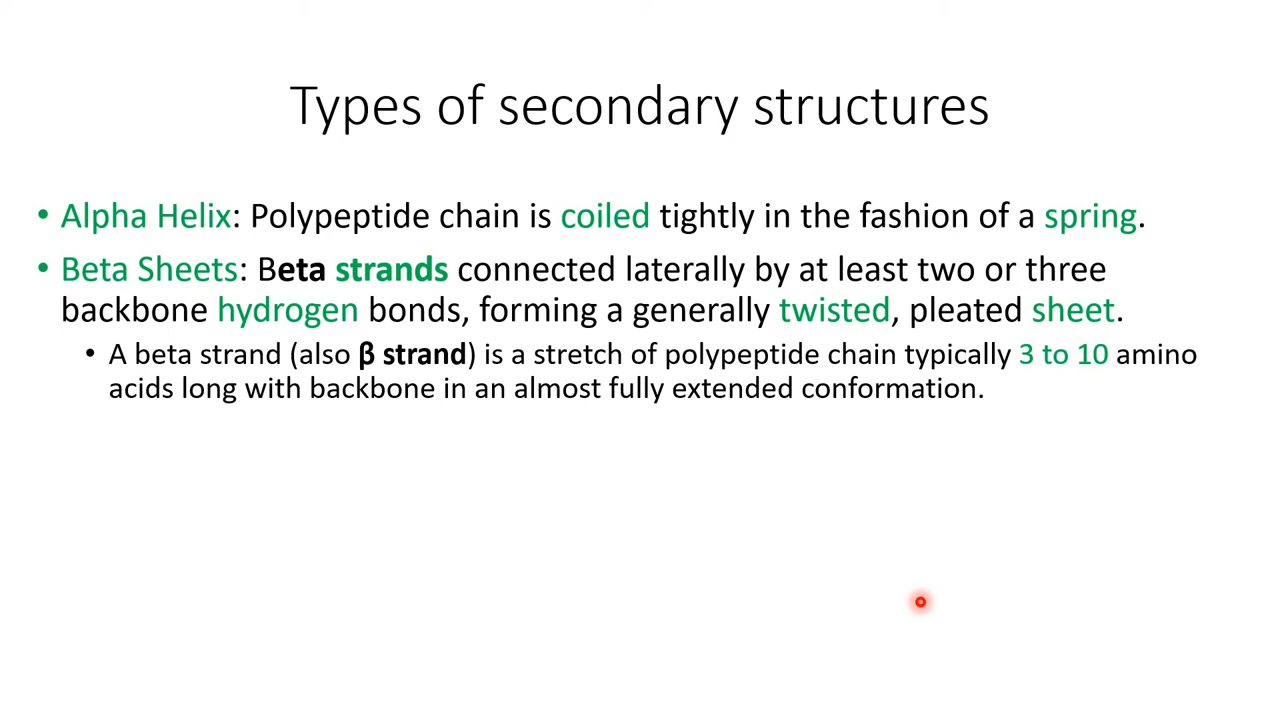 Types of secondary structures
• Alpha Helix: Polypeptide chain is coiled tightly in the fashion of a spring.
• Beta Sheets: Beta strands connected laterally by at least two or three
backbone hydrogen bonds, forming a generally twisted, pleated sheet.
• A beta strand (also β strand) is a stretch of polypeptide chain typically 3 to 10 amino
acids long with backbone in an almost fully extended conformation.